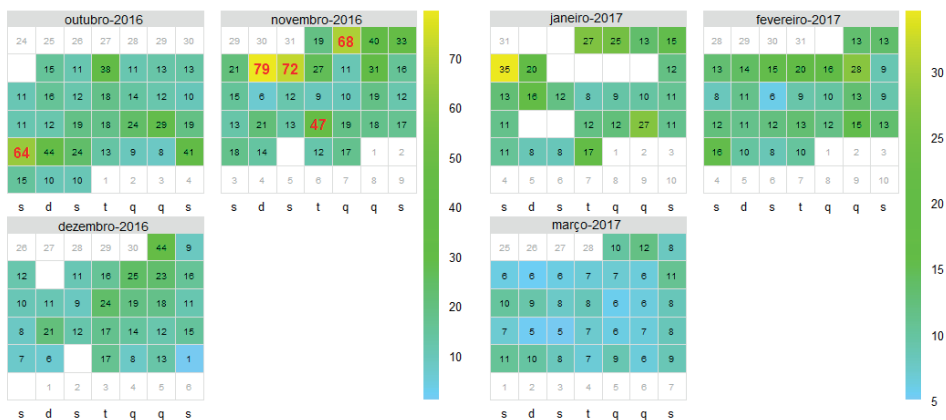 outubro-2016
24 25 26 27 28 29 30
15 11 38 11 13 13
11 16 12 18 14 12 10
11 12 19 18 24 29 19
64 44 24 13 9 8 41
15 10 10 1 2 3 4
s d s t q q s
novembro-2016
29 30 31 19 68 40 33
21 79 72 27 11 31 16
15 6 12 9 10 19 12
13 21 13 47 19 18 17
18 14 12 17 1 2
3 4 5 6 7 8 9
s d s t q q s
dezembro-2016
26 27 28 29 30 44 9
12 11 16 25 23 16
10 11 9 24 19 18 11
8 21 12 17 14 12 15
7 6 17 8 13 1
1 2 3 4 5 6
s d s t q q s
70
60
50
40
30
20
10
janeiro-2017
31 27 25 13 15
35 20 12
13 16 12 8 9 10 11
11 12 12 27 11
11 8 8 17 1 2 3
4 5 6 7 8 9 10
s d s t q q s
fevereiro-2017
28 29 30 31 13 13
13 14 15 20 16 28 9
8 11 6 9 10 13 9
12 11 12 13 12 15 13
16 10 8 10 1 2 3
4 5 6 7 8 9 10
s d s t q q s
março-2017
25 26 27 28 10 12 8
6 6 6 7 7 6 11
10 9 8 8 6 6 8
7 5 5 7 6 7 8
11 10 10 9 8 6 9
1 2 3 4 5 6 7
s d s t q q s
30
25
20
15
10
5